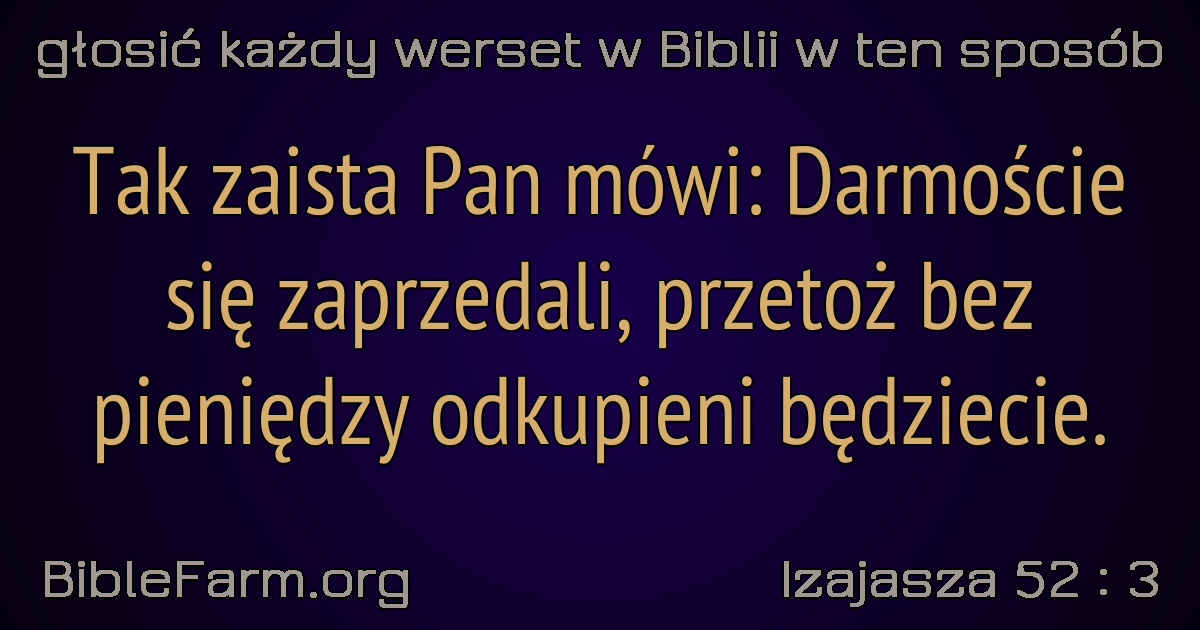 głosić każdy werset w Biblii w ten sposób
Tak zaista Pan mówi: Darmoście
się zaprzedali, przetoż bez
pieniędzy odkupieni będziecie.
BibleFarm.org
Izajasza 52 : 3